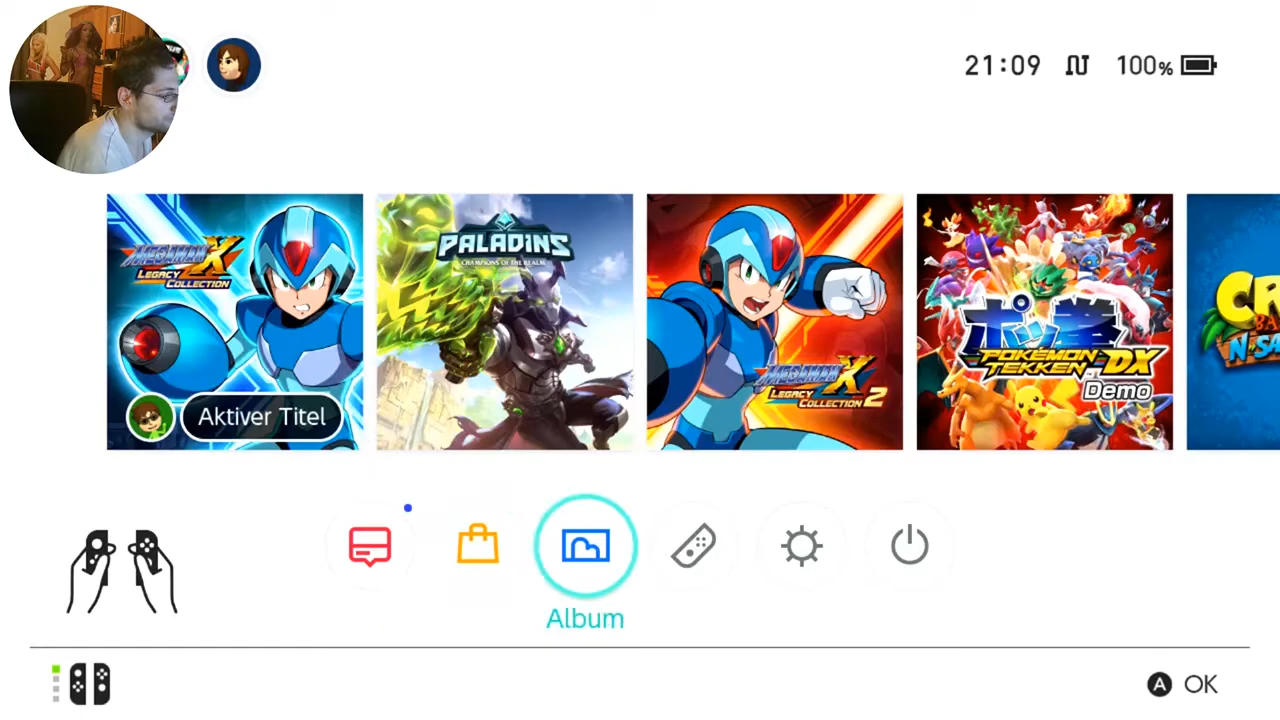 21:09
100%
MEGAMAN X
LEGACY
COLLECTION
Aktiver Titel
PALADINS
CHAMPIONS OF THE REALM
MEGAMAN X
LEGACY
COLLECTION 2
ポッ拳
POKÉMON
TEKKEN DX
Demo
N-SA
Album
A OK